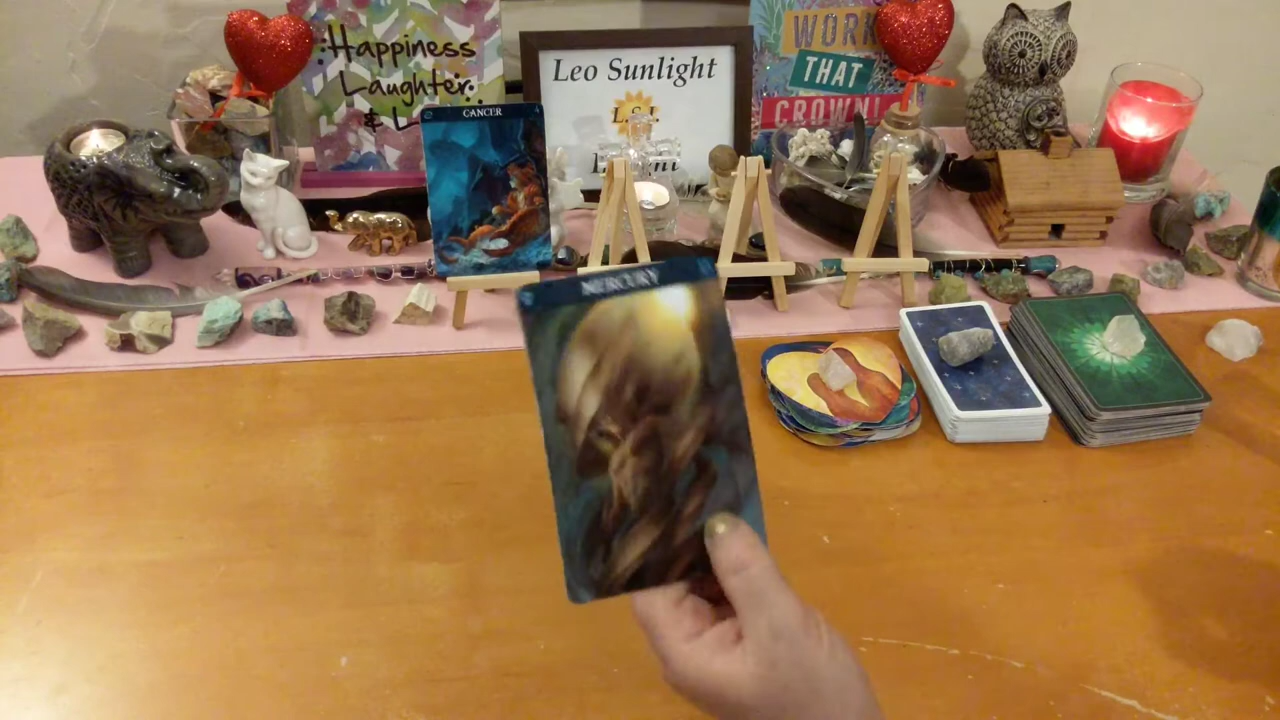 Happiness
Laughter
&
CANCER
Leo Sunlight
L.S.I.
WORK
THAT
CROWN!
MERCURY